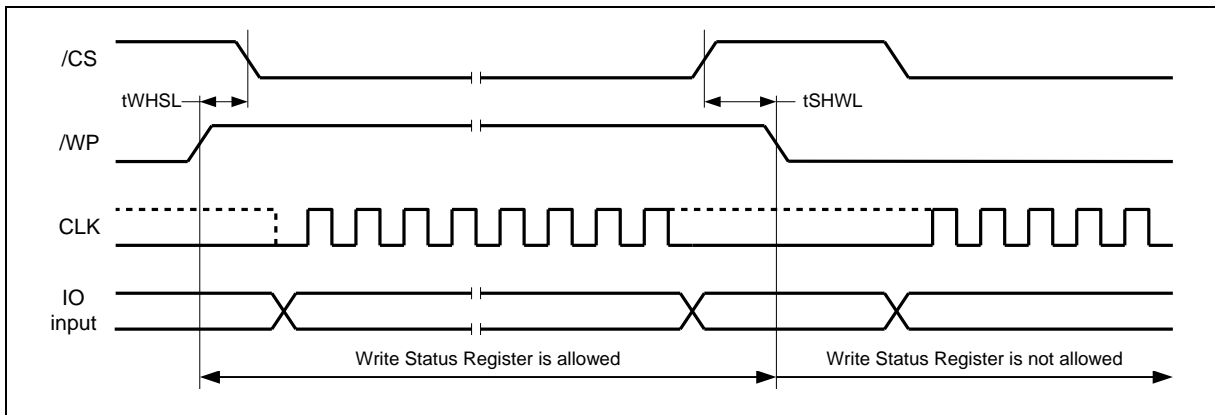 /CS
tWHSL
tSHWL
/WP
CLK
IO
input
Write Status Register is allowed
Write Status Register is not allowed